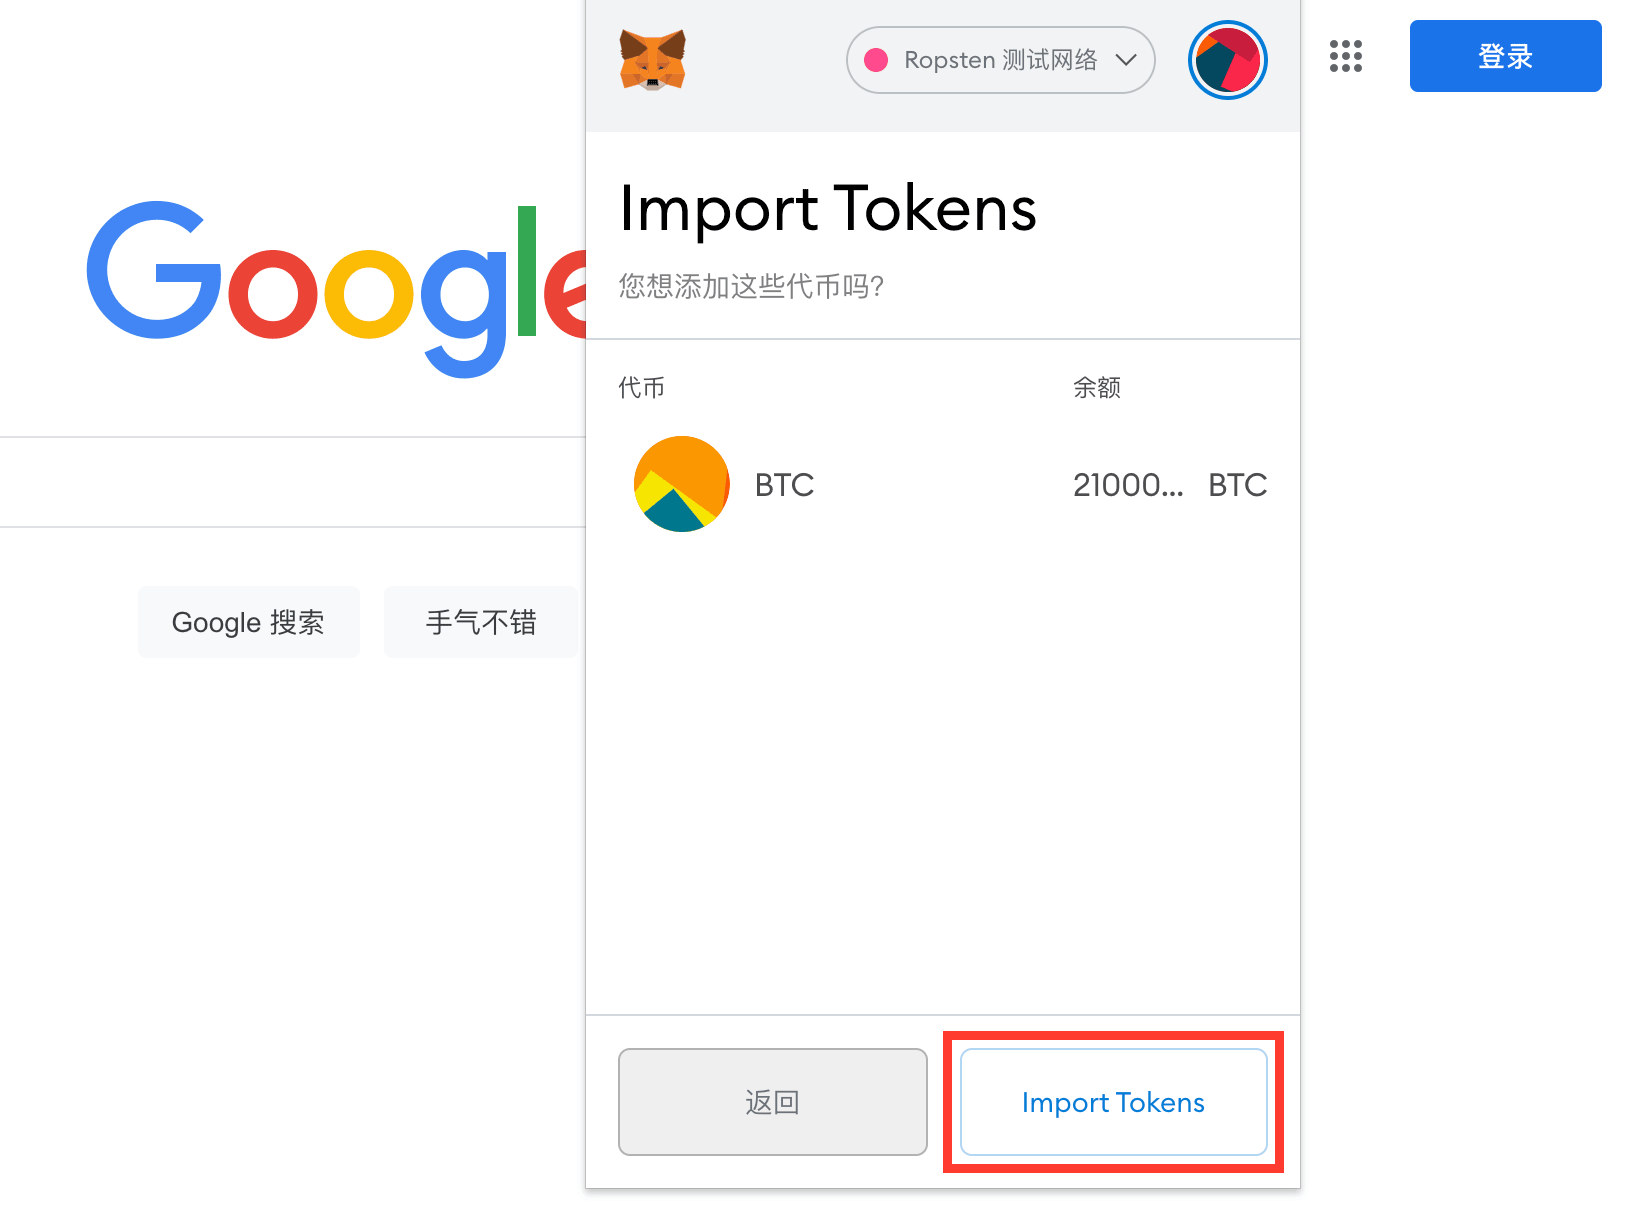 Ropsten 测试网络
登录
Import Tokens
Google
您想添加这些代币吗?
代币 余额
BTC 21000... BTC
Google 搜索 手气不错
返回 Import Tokens